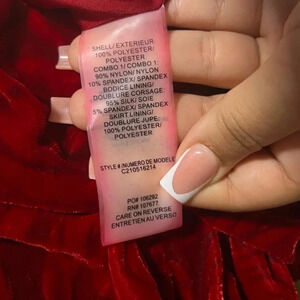 SHELL/ EXTERIEUR
100% POLYESTER/
POLYESTER
COMBO 1/ COMBO 1:
90% NYLON/ NYLON
10% SPANDEX/ SPANDEX
BODICE LINING/
DOUBLURE CORSAGE:
95% SILK/ SOIE
5% SPANDEX/ SPANDEX
SKIRT LINING/
DOUBLURE JUPE:
100% POLYESTER/
POLYESTER
STYLE # /NUMERO DE MODELE
C210516214
PO# 106292
RN# 107677
CARE ON REVERSE
ENTRETIEN AU VERSO